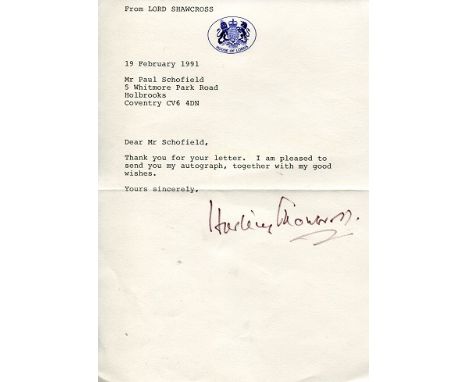 From LORD SHAWCROSS
HOUSE OF LORDS
19 February 1991
Mr Paul Schofield
5 Whitmore Park Road
Holbrooks
Coventry CV6 4DN
Dear Mr Schofield,
Thank you for your letter. I am pleased to
send you my autograph, together with my good
wishes.
Yours sincerely,
Hartley Shawcross.